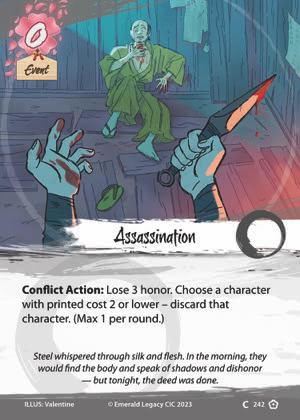 0
Event
Assassination
Conflict Action: Lose 3 honor. Choose a character
with printed cost 2 or lower – discard that
character. (Max 1 per round.)
Steel whispered through silk and flesh. In the morning, they
would find the body and speak of shadows and dishonor
— but tonight, the deed was done.
ILLUS: Valentine © Emerald Legacy CIC 2023 C 242